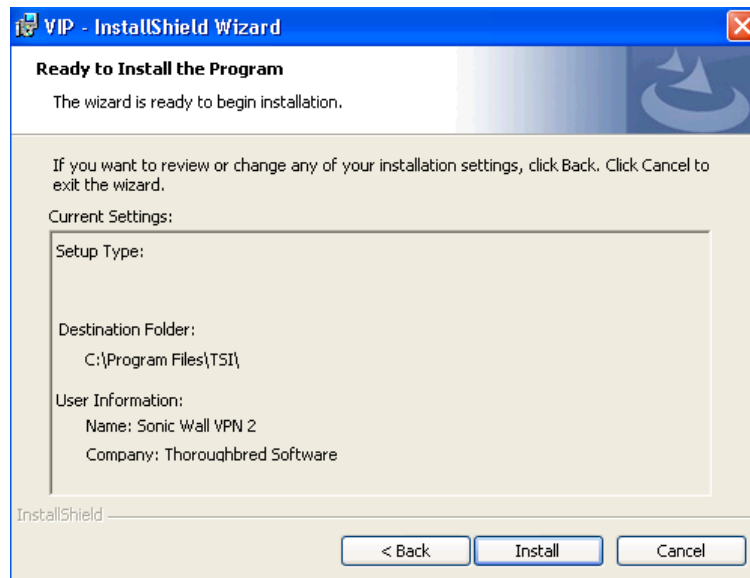 VIP - InstallShield Wizard
Ready to Install the Program
The wizard is ready to begin installation.
If you want to review or change any of your installation settings, click Back. Click Cancel to
exit the wizard.
Current Settings:
Setup Type:
Destination Folder:
C:\Program Files\TSI\
User Information:
Name: Sonic Wall VPN 2
Company: Thoroughbred Software
InstallShield
< Back
Install
Cancel